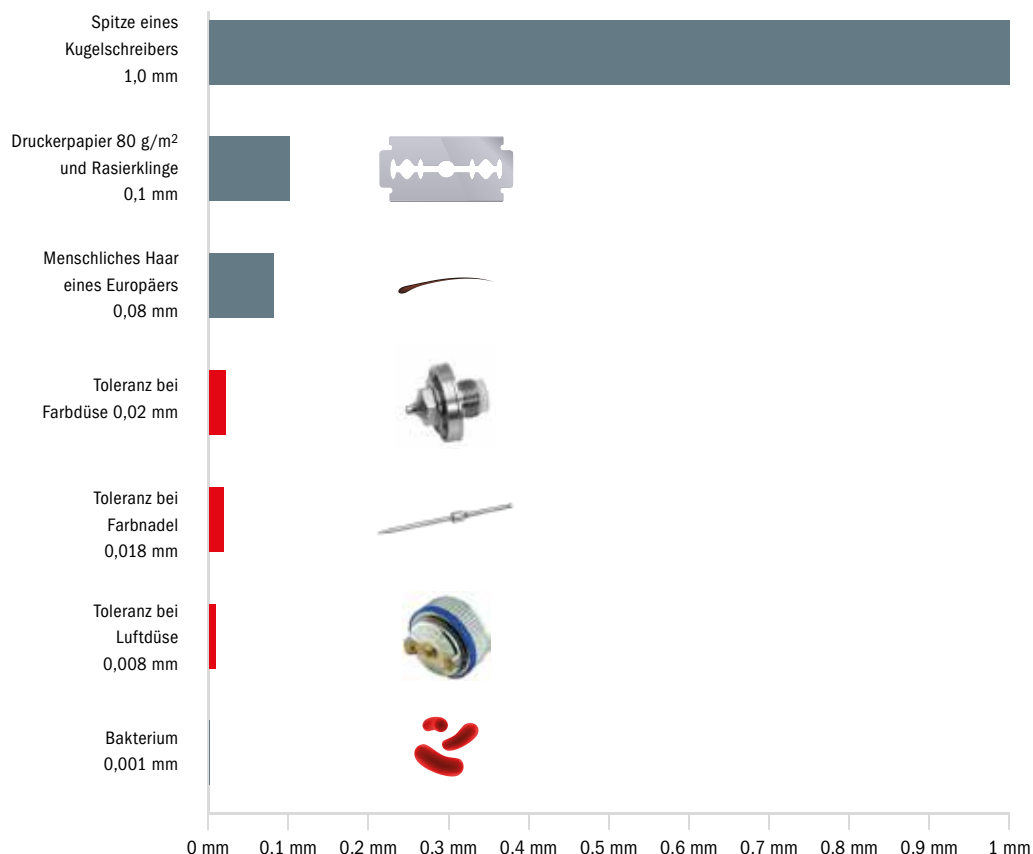 Spitze eines
Kugelschreibers
1,0 mm
Druckerpapier 80 g/m²
und Rasierklinge
0,1 mm
Menschliches Haar
eines Europäers
0,08 mm
Toleranz bei
Farbdüse 0,02 mm
Toleranz bei
Farbnadel
0,018 mm
Toleranz bei
Luftdüse
0,008 mm
Bakterium
0,001 mm
0 mm 0.1 mm 0.2 mm 0.3 mm 0.4 mm 0.5 mm 0.6 mm 0.7 mm 0.8 mm 0.9 mm 1 mm